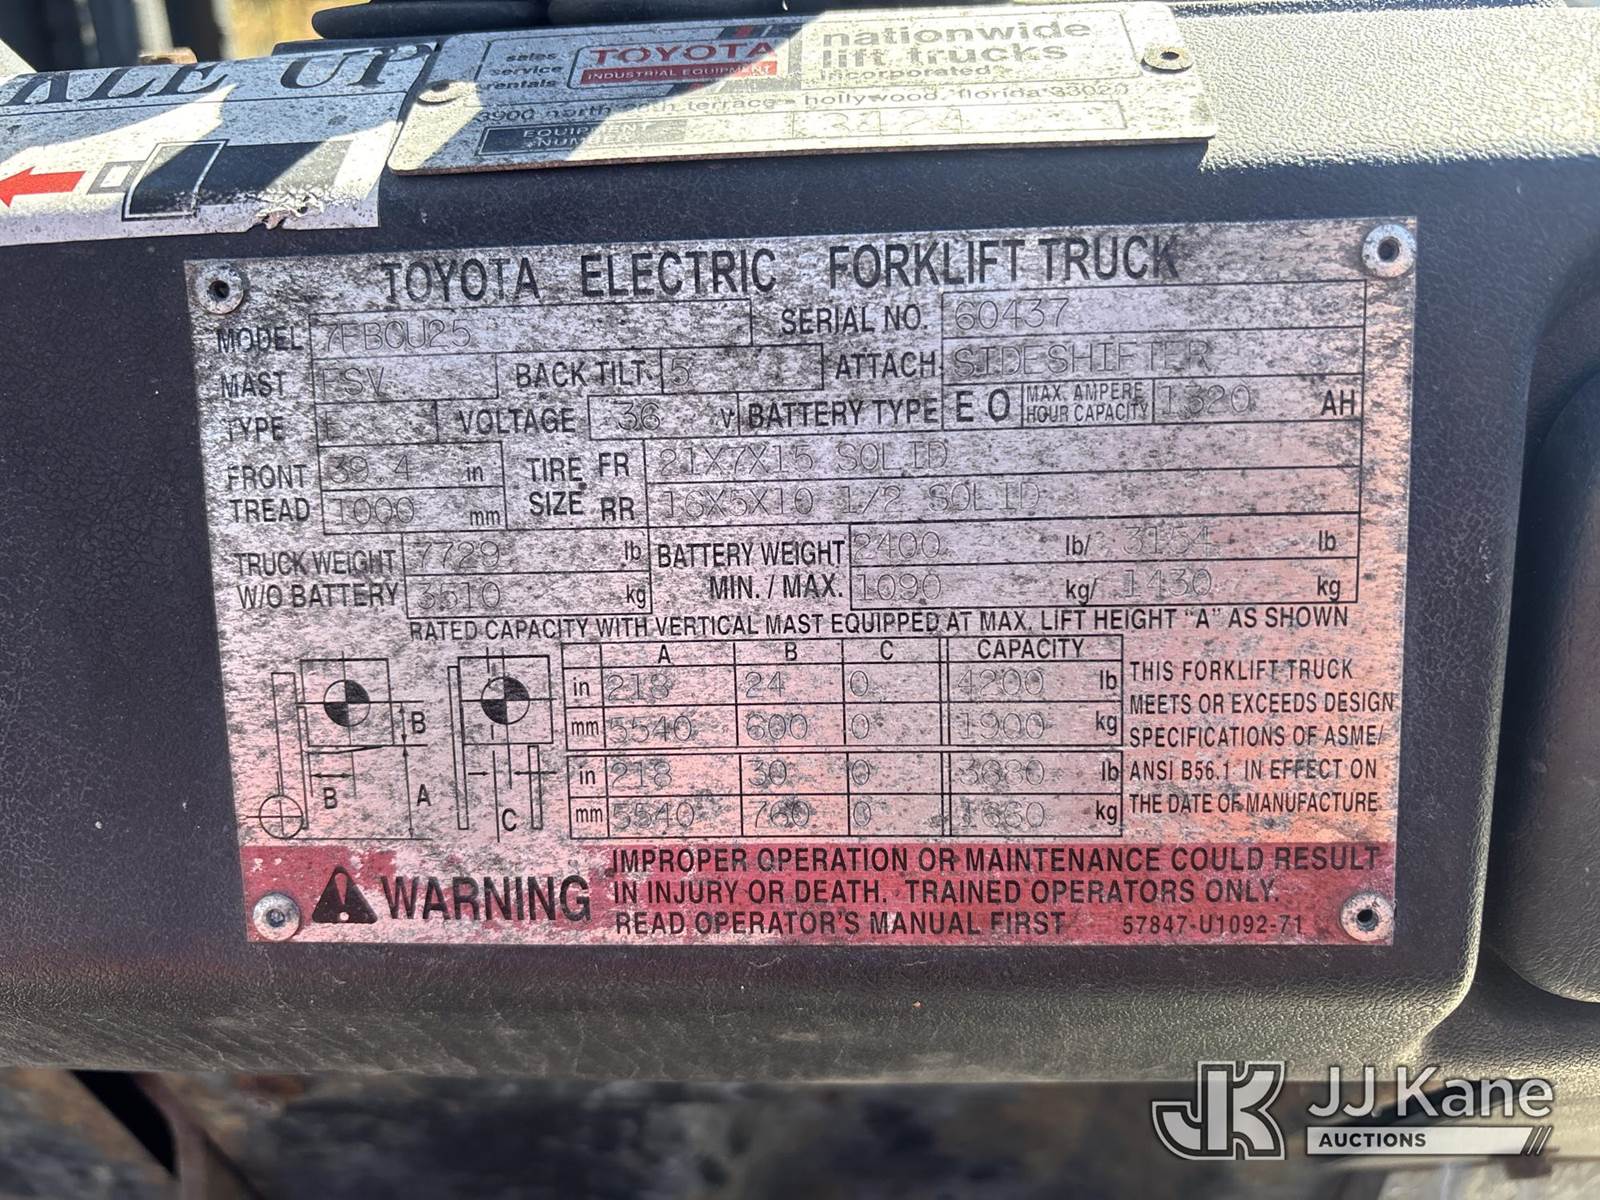 KLE UP
sales
service
rentals
TOYOTA
INDUSTRIAL EQUIPMENT
nationwide
lift trucks
incorporated
3900 north terrace - hollywood, florida 33020
EQUIPMENT
NUMBER
3424
TOYOTA ELECTRIC FORKLIFT TRUCK
MODEL 7FBCU25 SERIAL NO. 60437
MAST FSV BACK TILT 5 ATTACH. SIDESHIFTER
TYPE E VOLTAGE 36 V BATTERY TYPE E O MAX. AMPERE HOUR CAPACITY 1320 AH
FRONT TREAD 39.4 in TIRE SIZE FR 21X7X15 SOLID
1000 mm RR 16X5X10 1/2 SOLID
TRUCK WEIGHT W/O BATTERY 7729 lb BATTERY WEIGHT MIN. / MAX. 2400 lb/ 3154 lb
3510 kg 1090 kg/ 1430 kg
RATED CAPACITY WITH VERTICAL MAST EQUIPPED AT MAX. LIFT HEIGHT "A" AS SHOWN
A B C CAPACITY
in 218 24 0 4200 lb
mm 5540 600 0 1900 kg
in 218 30 0 lb
mm 5540 760 0 kg
B
B
A
C
THIS FORKLIFT TRUCK
MEETS OR EXCEEDS DESIGN
SPECIFICATIONS OF ASME/
ANSI B56.1 IN EFFECT ON
THE DATE OF MANUFACTURE
WARNING
IMPROPER OPERATION OR MAINTENANCE COULD RESULT
IN INJURY OR DEATH. TRAINED OPERATORS ONLY.
READ OPERATOR'S MANUAL FIRST 57847-U1092-71
JK JJ Kane
AUCTIONS